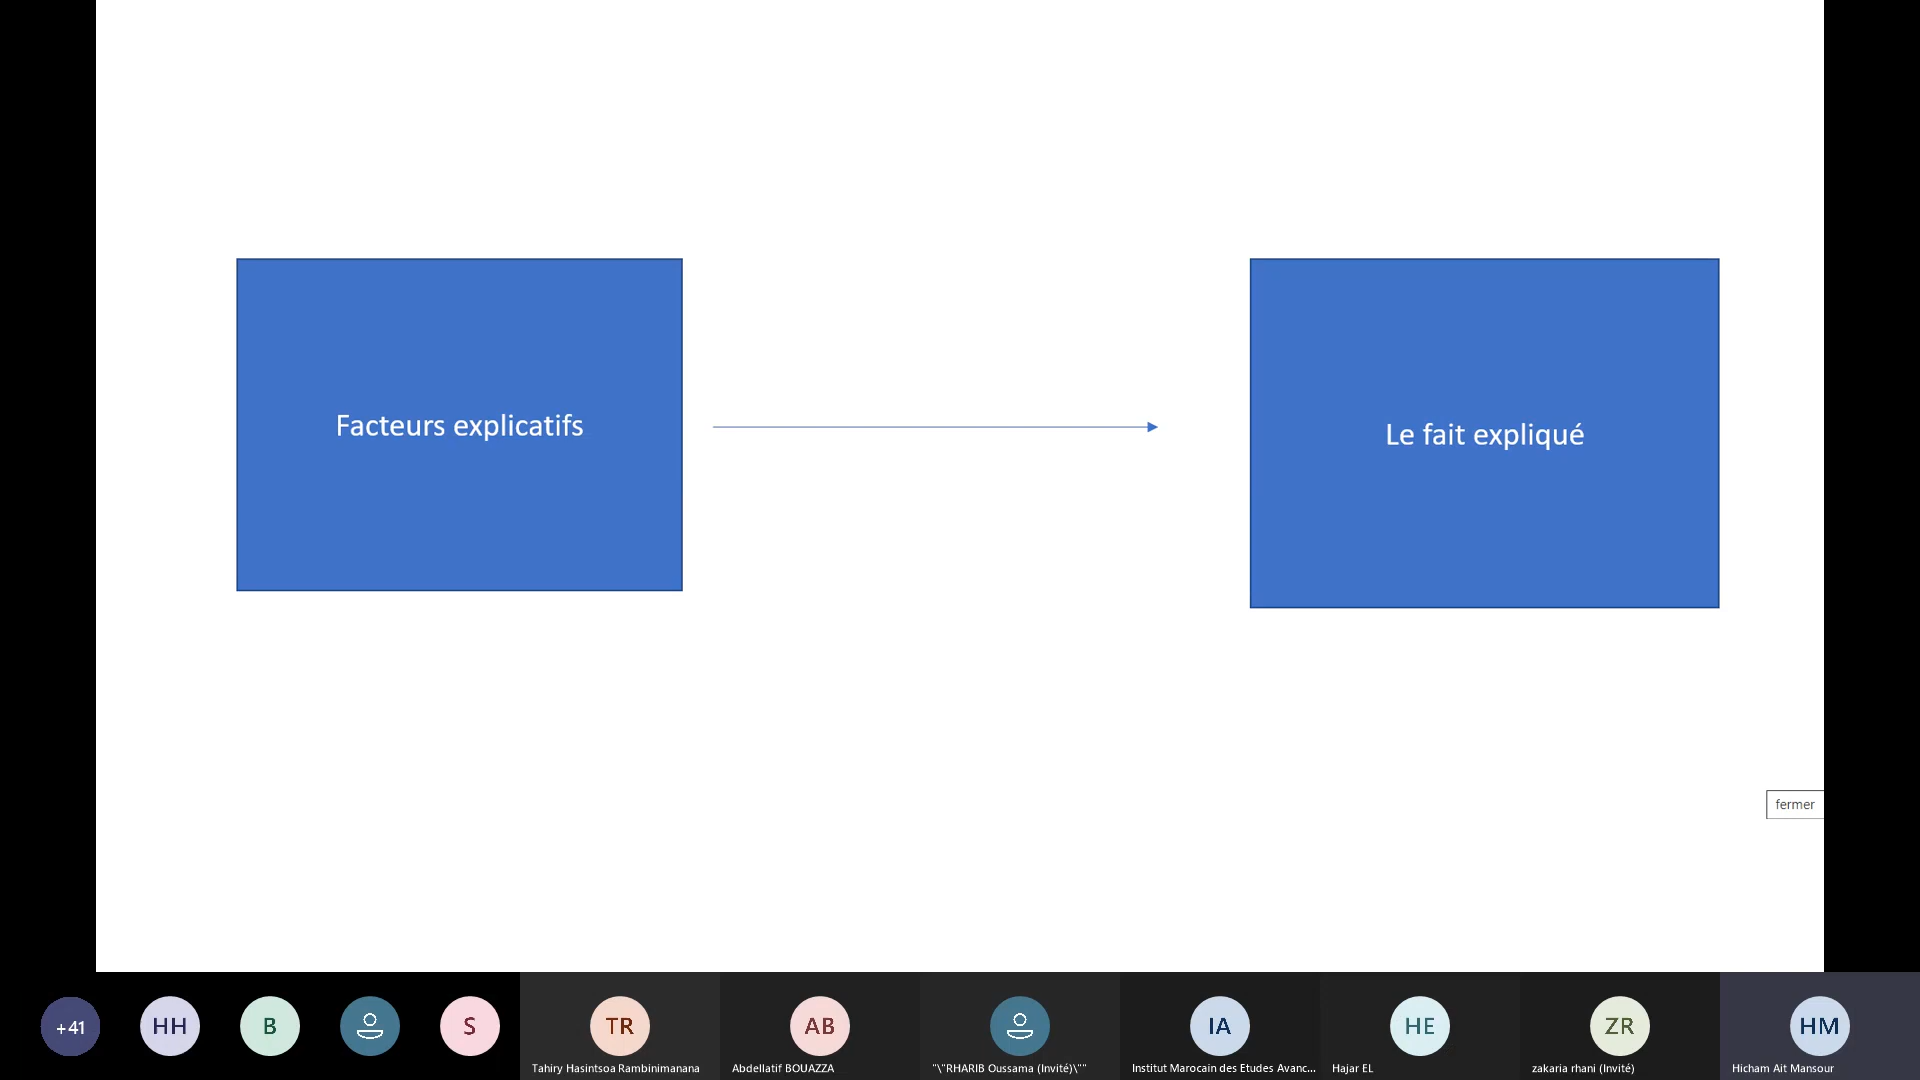 Facteurs explicatifs
Le fait expliqué
fermer
+41
HH
B
S
TR
AB
IA
HE
ZR
HM
Tahiry Hasintsoa Rambinimanana
Abdellatif BOUAZZA
"\"RHARIB Oussama (Invité)\""
Institut Marocain des Etudes Avanc...
Hajar EL
zakaria rhani (Invité)
Hicham Ait Mansour